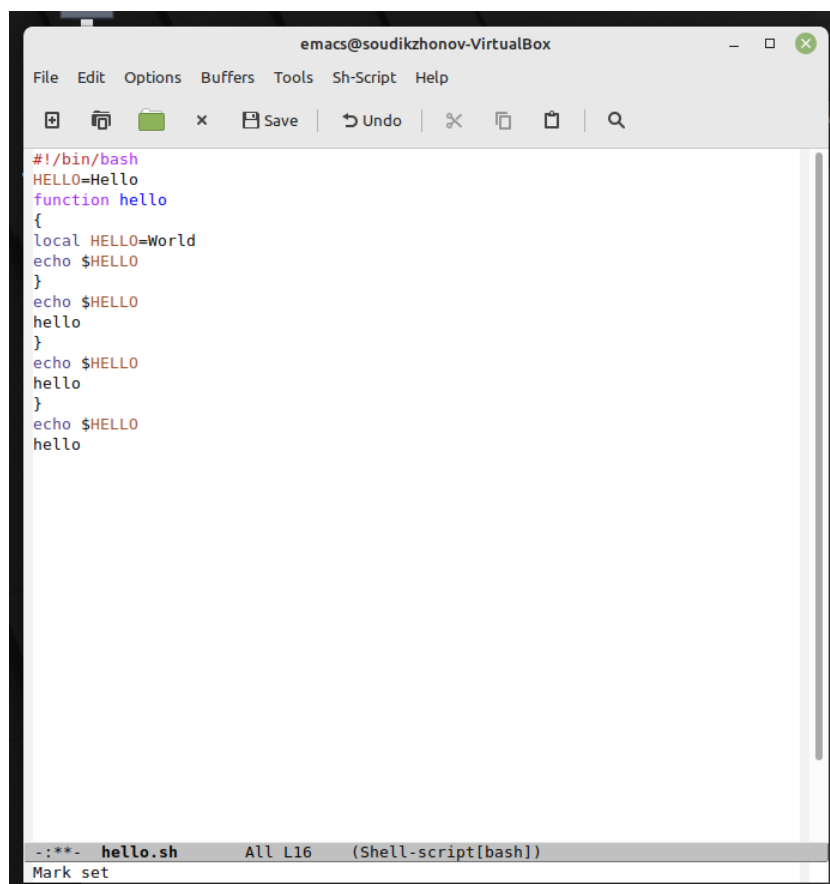 emacs@soudikzhonov-VirtualBox
File Edit Options Buffers Tools Sh-Script Help
Save Undo
#!/bin/bash
HELLO=Hello
function hello
{
local HELLO=World
echo $HELLO
}
echo $HELLO
hello
}
echo $HELLO
hello
}
echo $HELLO
hello
-:**- hello.sh All L16 (Shell-script[bash])
Mark set